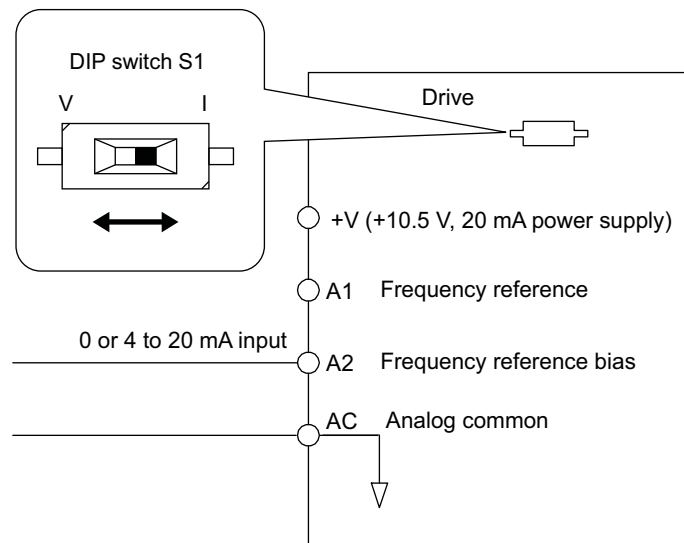 DIP switch S1
V I
Drive
+V (+10.5 V, 20 mA power supply)
A1 Frequency reference
0 or 4 to 20 mA input
A2 Frequency reference bias
AC Analog common